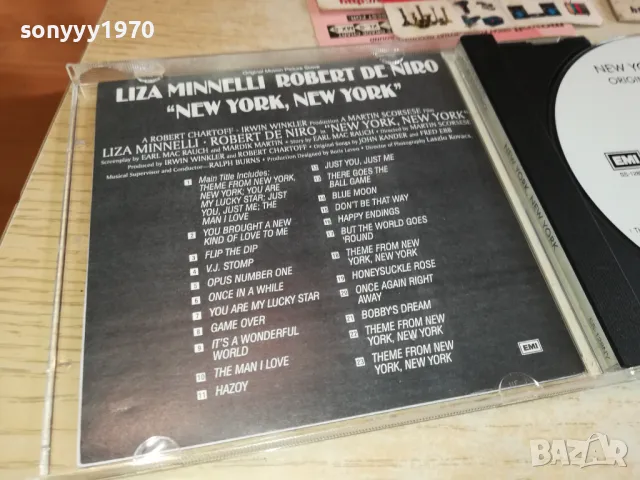 sonyyy1970
Original Motion Picture Score
LIZA MINNELLI ROBERT DE NIRO
"NEW YORK, NEW YORK"
A ROBERT CHARTOFF - IRWIN WINKLER Production A MARTIN SCORSESE Film
LIZA MINNELLI · ROBERT DE NIRO in "NEW YORK, NEW YORK"
Screenplay by EARL MAC RAUCH and MARDIK MARTIN · Story by EARL MAC RAUCH · Directed by MARTIN SCORSESE
Produced by IRWIN WINKLER and ROBERT CHARTOFF · Original Songs by JOHN KANDER and FRED EBB
Musical Supervisor and Conductor RALPH BURNS · Production Designed by Boris Leven · Director of Photography Laszlo Kovacs
1 Main Title Includes:
THEME FROM NEW YORK,
NEW YORK; YOU ARE
MY LUCKY STAR; JUST
YOU, JUST ME; THE
MAN I LOVE
2 YOU BROUGHT A NEW
KIND OF LOVE TO ME
3 FLIP THE DIP
4 V.J. STOMP
5 OPUS NUMBER ONE
6 ONCE IN A WHILE
7 YOU ARE MY LUCKY STAR
8 GAME OVER
9 IT'S A WONDERFUL
WORLD
10 THE MAN I LOVE
11 HAZOY
12 JUST YOU, JUST ME
13 THERE GOES THE
BALL GAME
14 BLUE MOON
15 DON'T BE THAT WAY
16 HAPPY ENDINGS
17 BUT THE WORLD GOES
'ROUND
18 THEME FROM NEW
YORK, NEW YORK
19 HONEYSUCKLE ROSE
20 ONCE AGAIN RIGHT
AWAY
21 BOBBY'S DREAM
22 THEME FROM NEW
YORK, NEW YORK
23 THEME FROM NEW
YORK, NEW YORK
EMI
NEW YORK, NEW YORK
NEW YO
ORIGI
EMI
BAZAR
bg